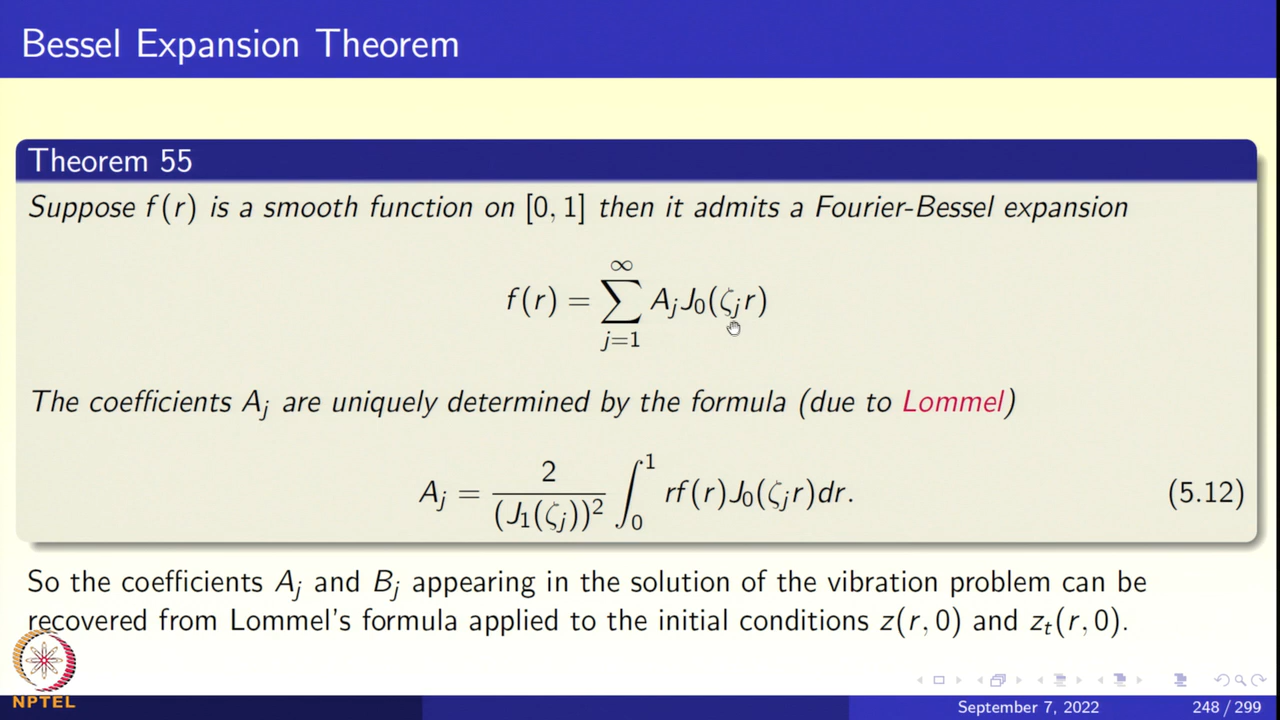 Bessel Expansion Theorem
Theorem 55
Suppose f(r) is a smooth function on [0, 1] then it admits a Fourier-Bessel expansion
f(r) = ∑_{j=1}^{∞} A_j J_0(ζ_j r)
The coefficients A_j are uniquely determined by the formula (due to Lommel)
A_j = \frac{2}{(J_1(ζ_j))^2} ∫_0^1 rf(r)J_0(ζ_j r)dr. (5.12)
So the coefficients A_j and B_j appearing in the solution of the vibration problem can be
recovered from Lommel's formula applied to the initial conditions z(r, 0) and z_t(r, 0).
NPTEL
September 7, 2022 248 / 299